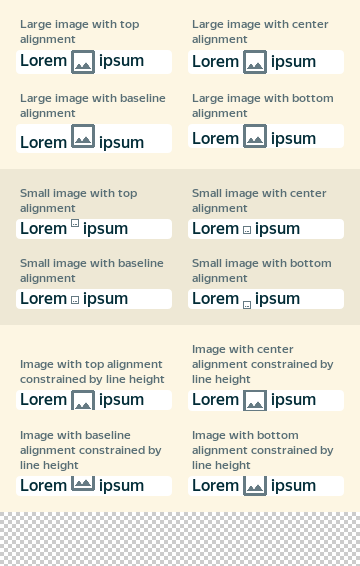 Large image with top
alignment
Lorem ipsum
Large image with center
alignment
Lorem ipsum
Large image with baseline
alignment
Lorem ipsum
Large image with bottom
alignment
Lorem ipsum
Small image with top
alignment
Lorem ipsum
Small image with center
alignment
Lorem ipsum
Small image with baseline
alignment
Lorem ipsum
Small image with bottom
alignment
Lorem ipsum
Image with top alignment
constrained by line height
Lorem ipsum
Image with center
alignment constrained by
line height
Lorem ipsum
Image with baseline
alignment constrained by
line height
Lorem ipsum
Image with bottom
alignment constrained by
line height
Lorem ipsum